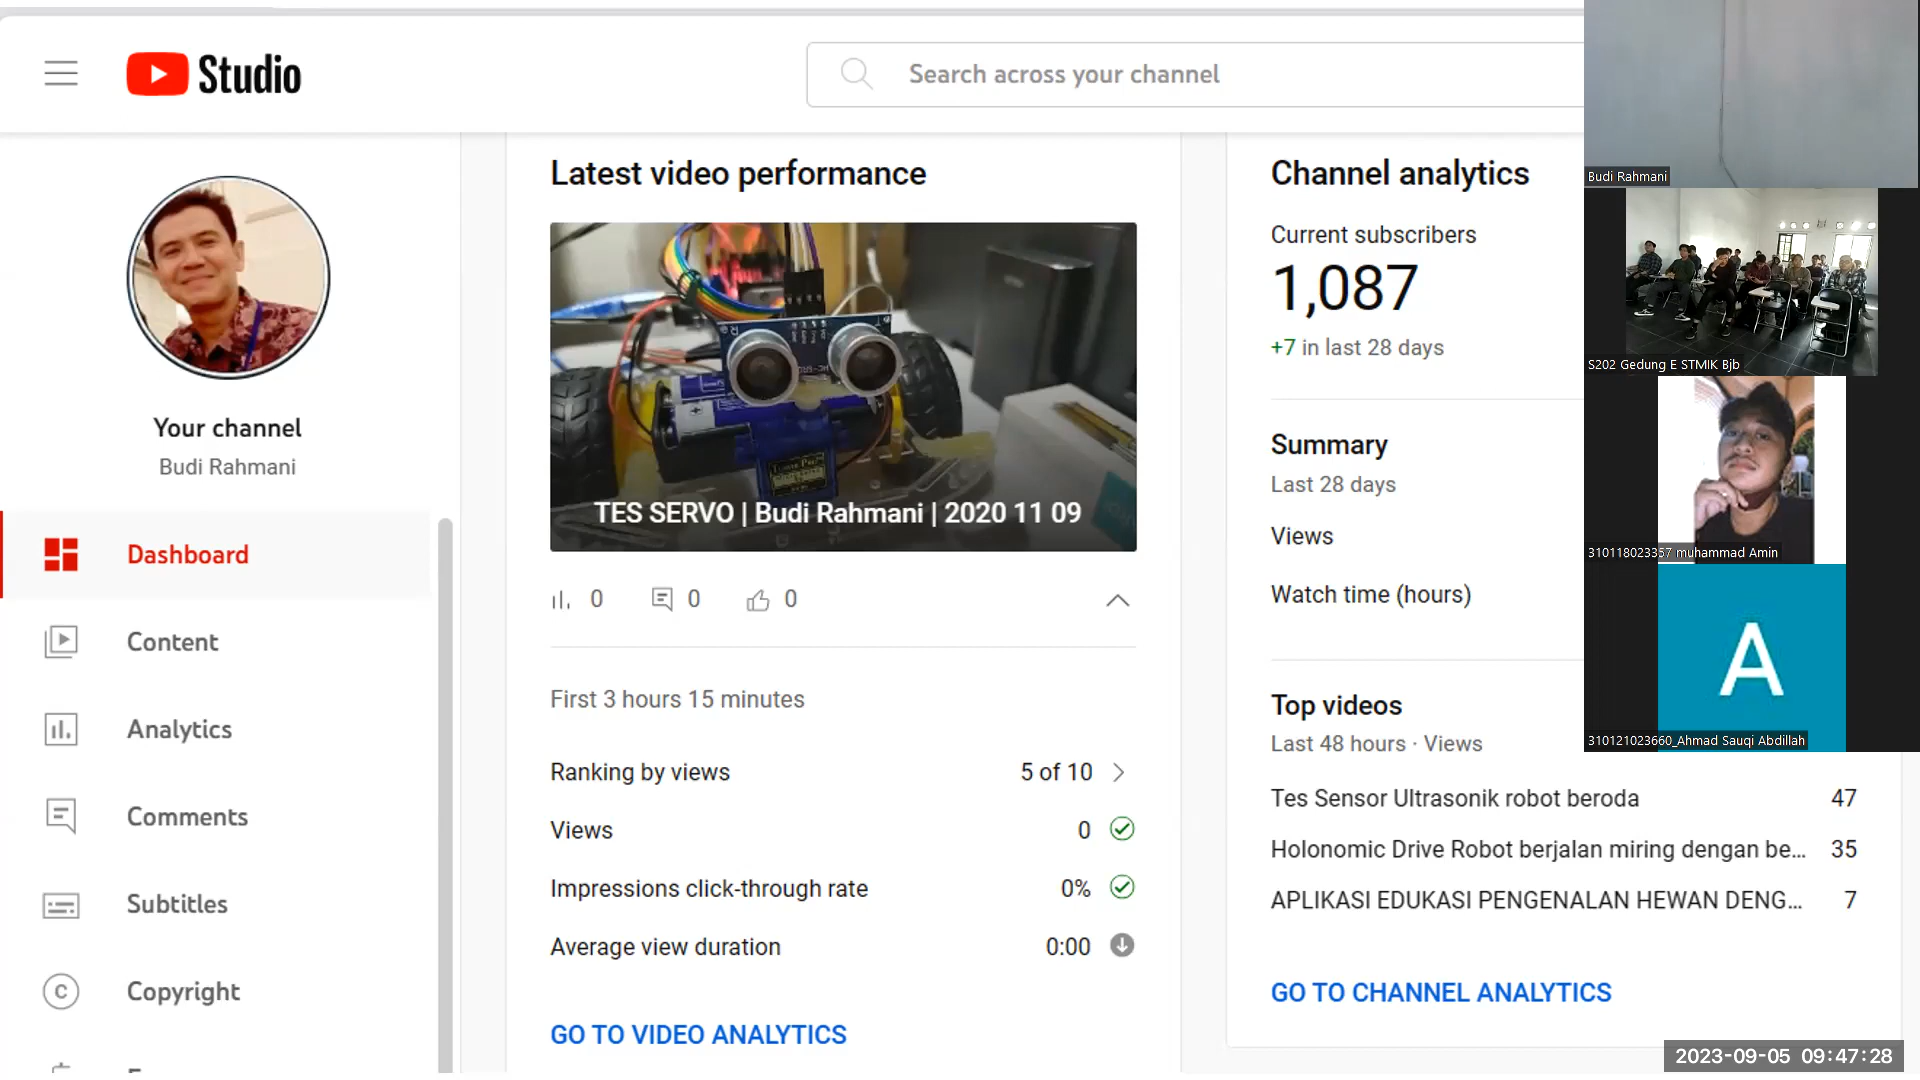 Studio
Search across your channel
Your channel
Budi Rahmani
Dashboard
Content
Analytics
Comments
Subtitles
Copyright
Latest video performance
TES SERVO | Budi Rahmani | 2020 11 09
0 0 0
First 3 hours 15 minutes
Ranking by views 5 of 10
Views 0
Impressions click-through rate 0%
Average view duration 0:00
GO TO VIDEO ANALYTICS
Channel analytics
Current subscribers
1,087
+7 in last 28 days
Summary
Last 28 days
Views
Watch time (hours)
Top videos
Last 48 hours · Views
Tes Sensor Ultrasonik robot beroda 47
Holonomic Drive Robot berjalan miring dengan be... 35
APLIKASI EDUKASI PENGENALAN HEWAN DENG... 7
GO TO CHANNEL ANALYTICS
Budi Rahmani
S202 Gedung E STMIK Bjb
310118023357 muhammad Amin
A
310121023660_Ahmad Sauqi Abdillah
2023-09-05 09:47:28